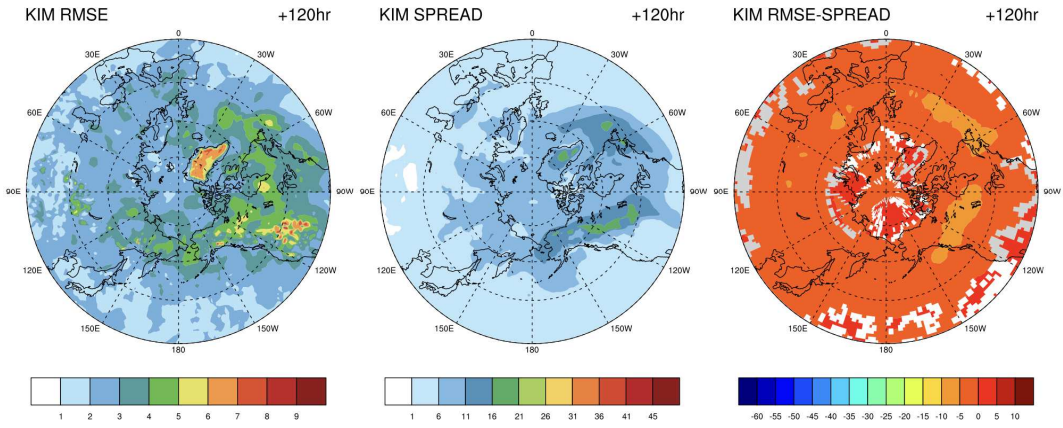 KIM RMSE +120hr
0
30E
30W
60E
60W
90E
90W
120E
120W
150E
150W
180
1 2 3 4 5 6 7 8 9
KIM SPREAD +120hr
0
30E
30W
60E
60W
90E
90W
120E
120W
150E
150W
180
1 6 11 16 21 26 31 36 41 45
KIM RMSE-SPREAD +120hr
0
30E
30W
60E
60W
90E
90W
120E
120W
150E
150W
180
-60 -55 -50 -45 -40 -35 -30 -25 -20 -15 -10 -5 0 5 10